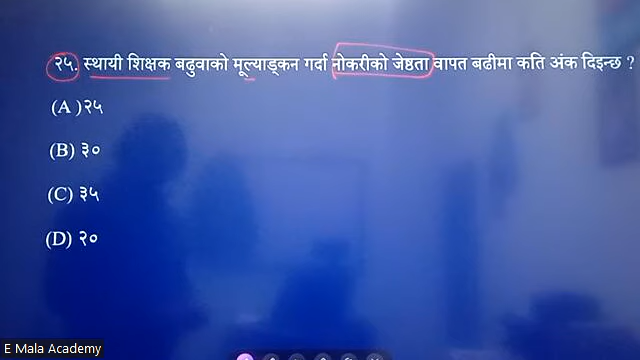 २५. स्थायी शिक्षक बढुवाको मूल्याङ्कन गर्दा नोकरीको जेष्ठता वापत बढीमा कति अंक दिइन्छ ?
(A )२५
(B) ३०
(C) ३५
(D) २०
E Mala Academy